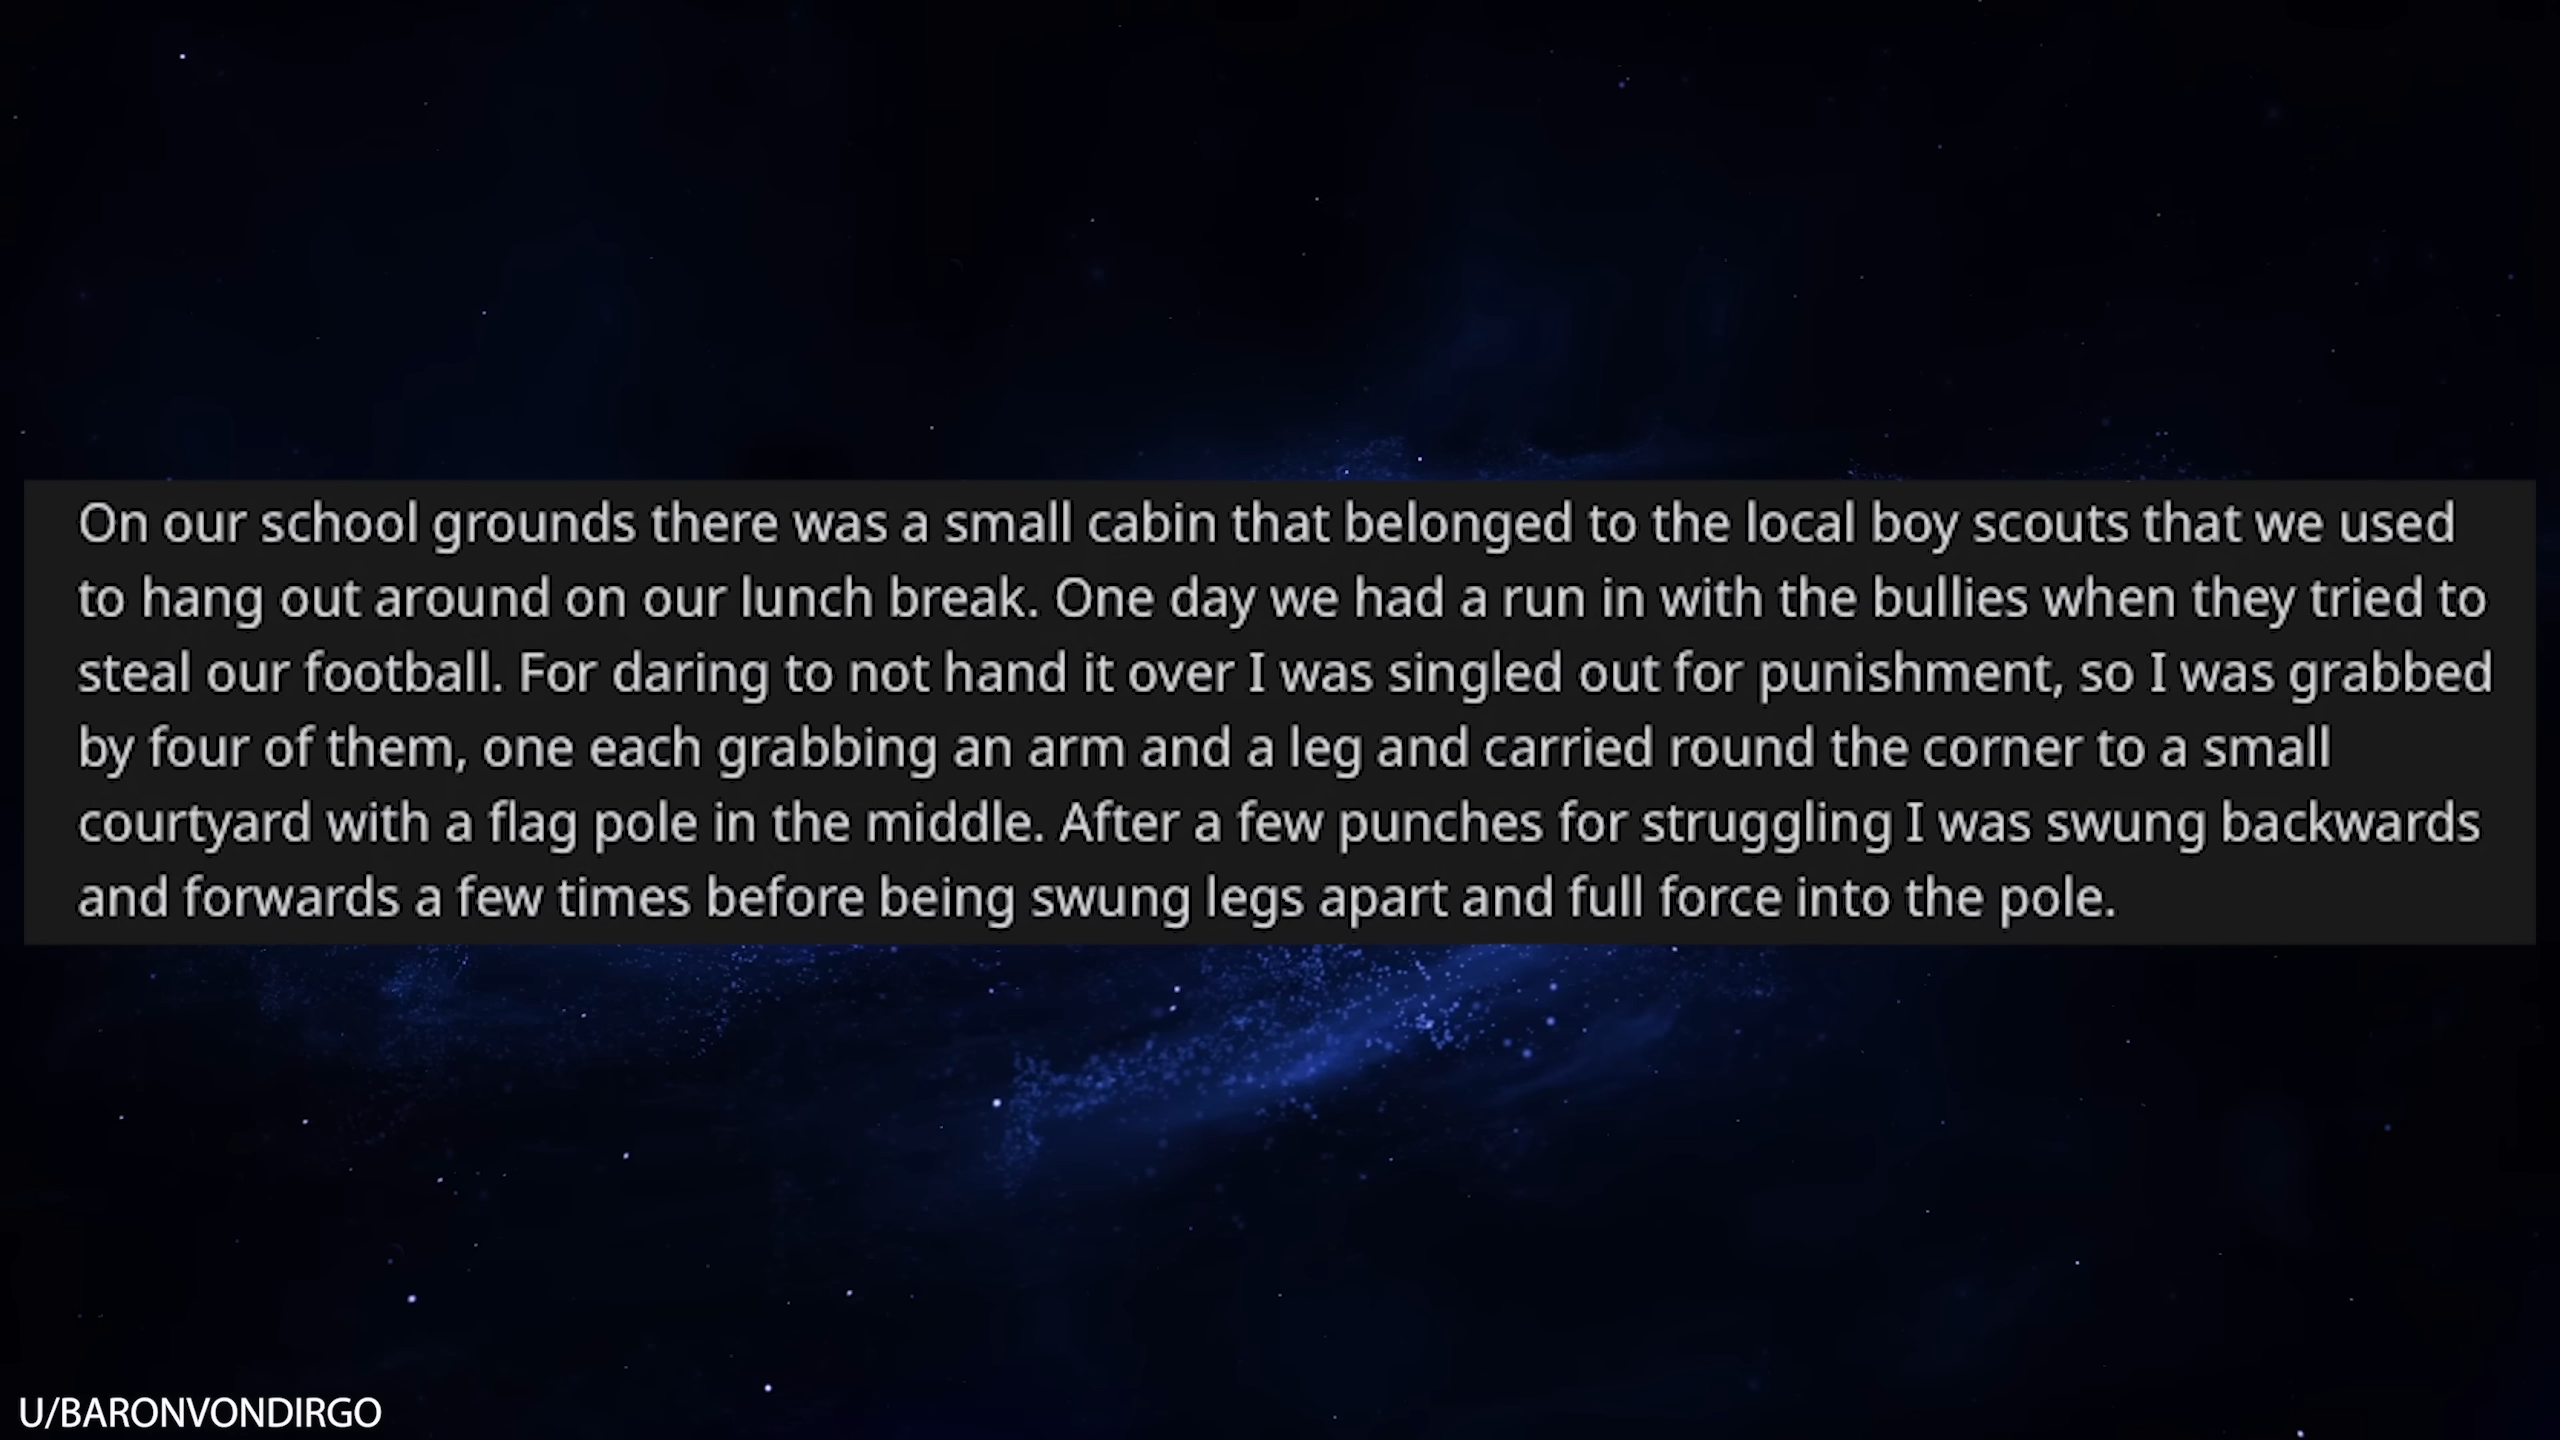 On our school grounds there was a small cabin that belonged to the local boy scouts that we used
to hang out around on our lunch break. One day we had a run in with the bullies when they tried to
steal our football. For daring to not hand it over I was singled out for punishment, so I was grabbed
by four of them, one each grabbing an arm and a leg and carried round the corner to a small
courtyard with a flag pole in the middle. After a few punches for struggling I was swung backwards
and forwards a few times before being swung legs apart and full force into the pole.
U/BARONVONDIRGO